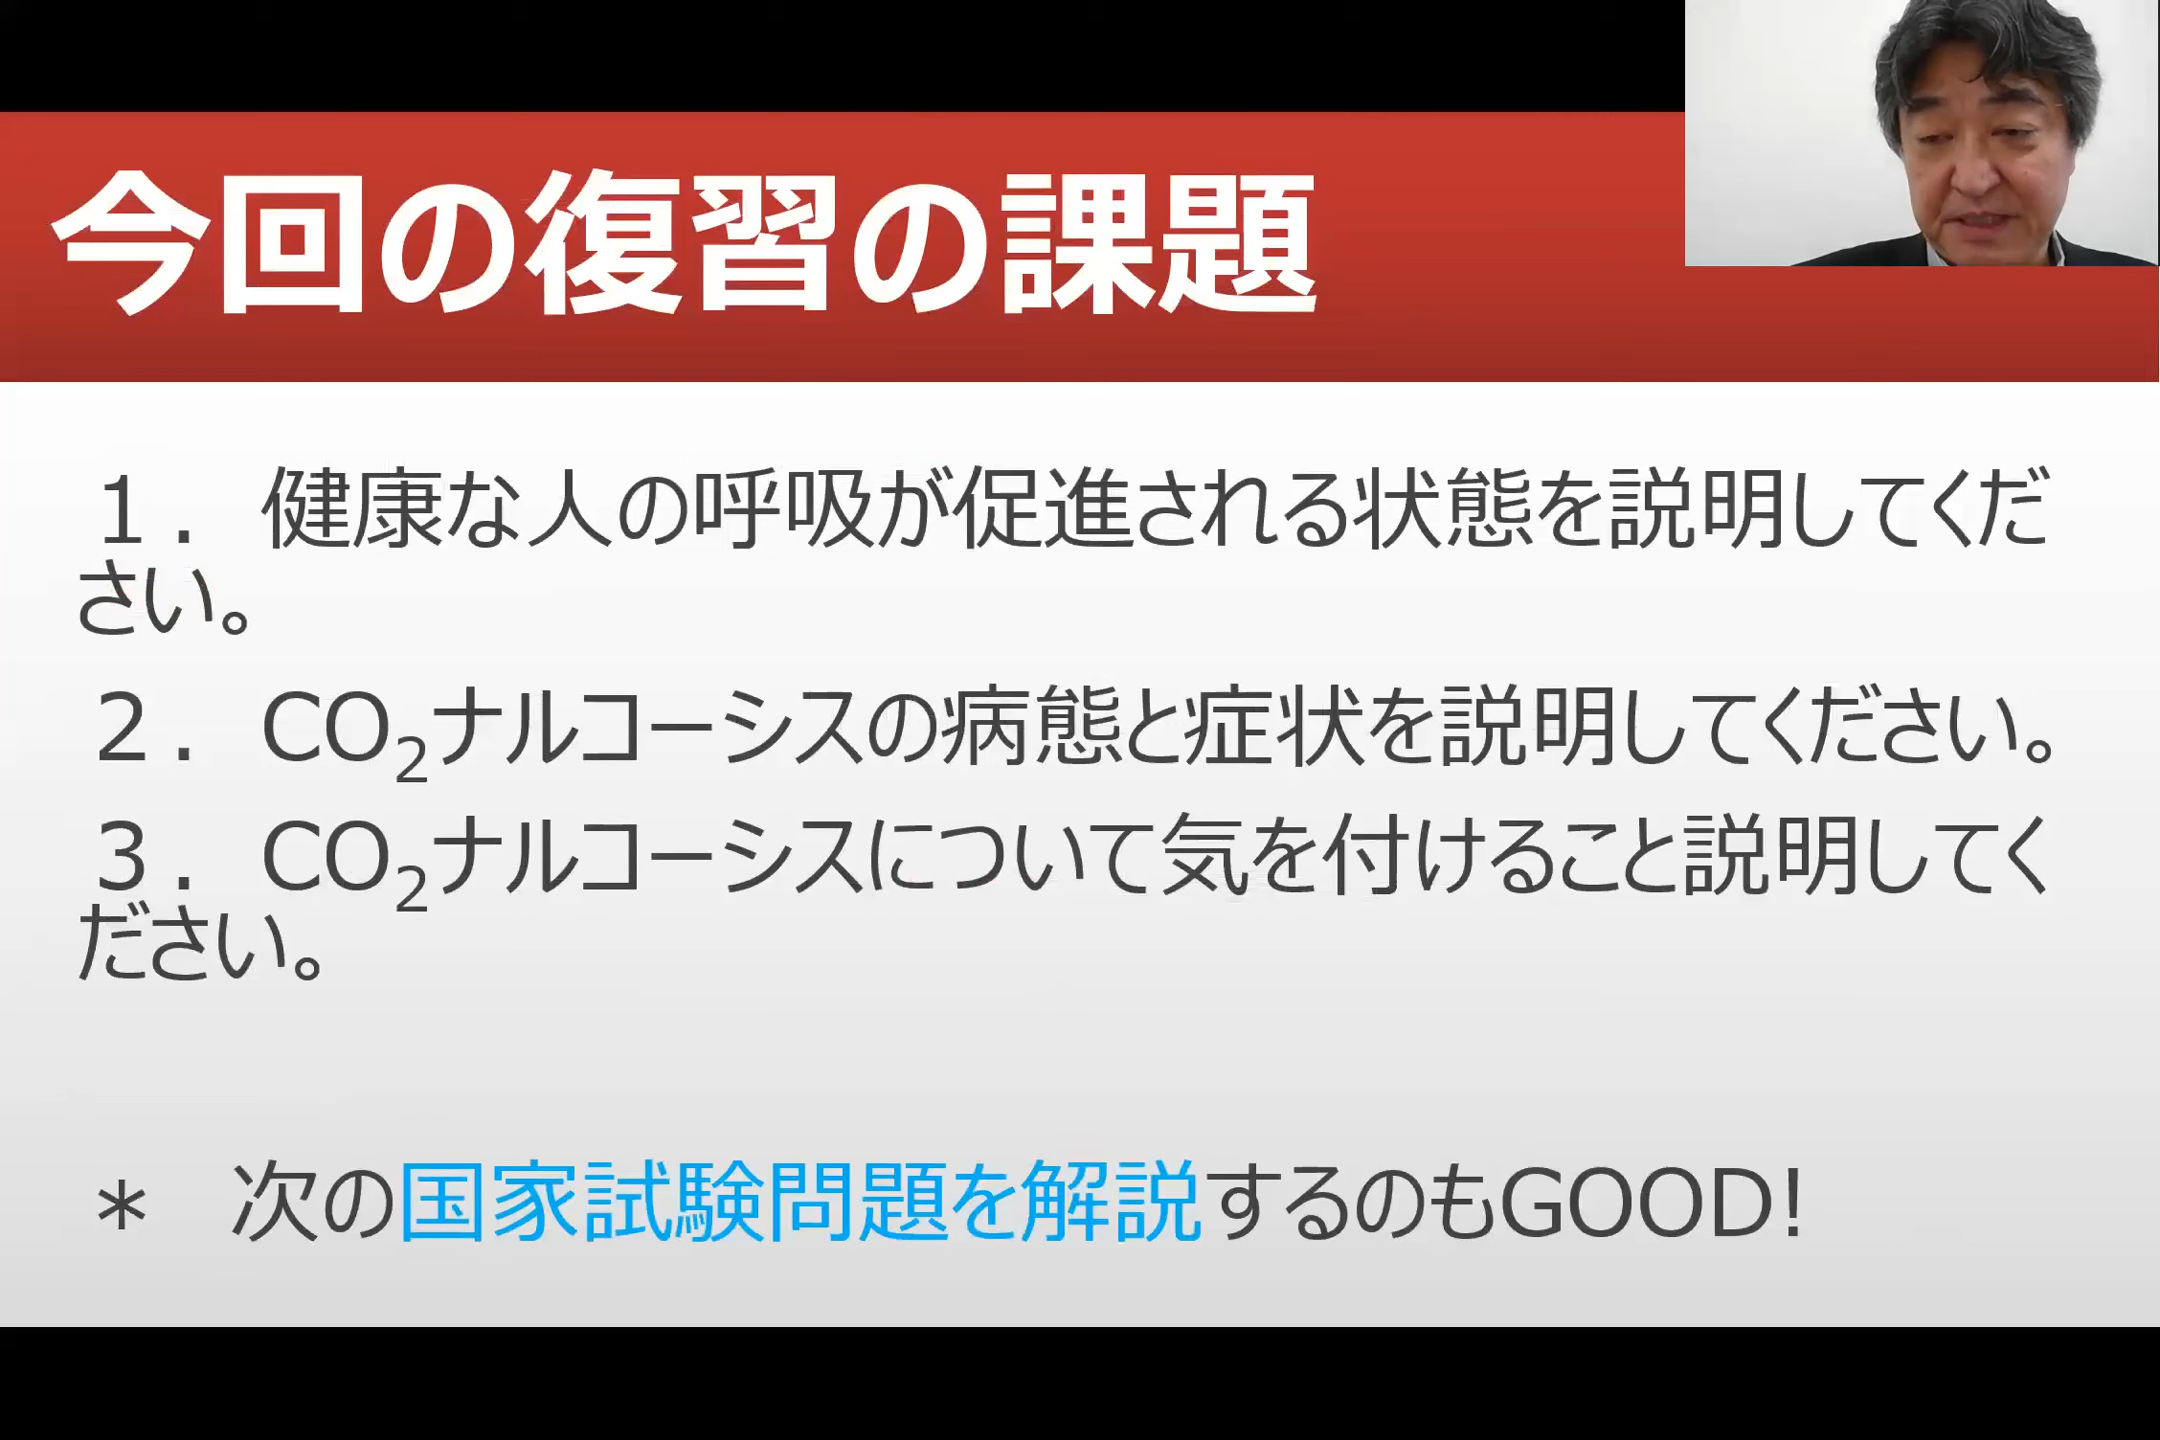 今回の復習の課題
１．　健康な人の呼吸が促進される状態を説明してくだ
さい。
２．　CO₂ナルコーシスの病態と症状を説明してください。
３．　CO₂ナルコーシスについて気を付けること説明してく
ださい。
＊　次の国家試験問題を解説するのもGOOD!